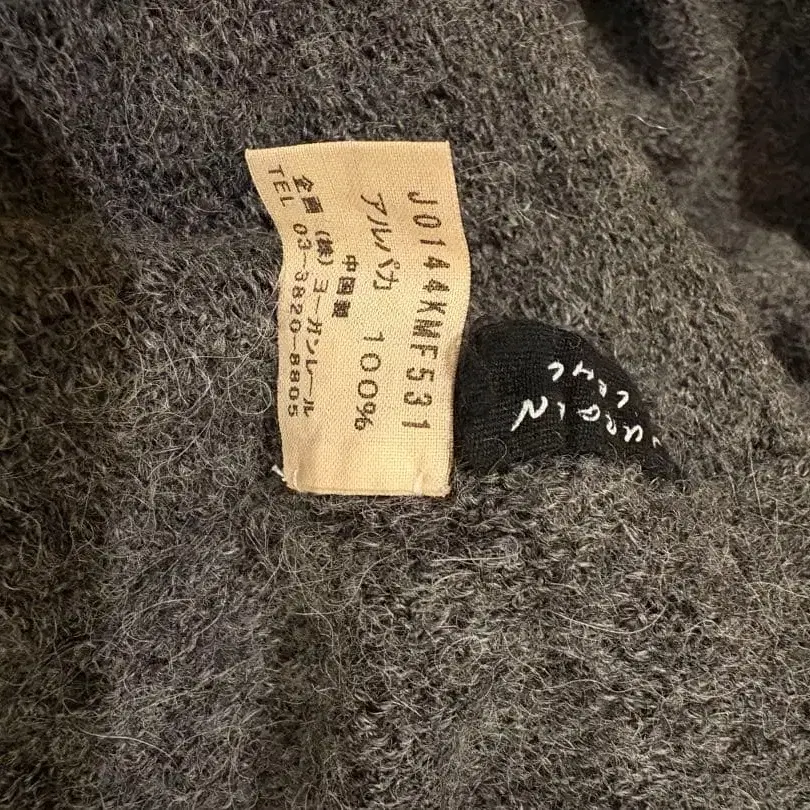 J0144KMF531
アルパカ 100%
中国製
企画 (株) ヨーガンレール
TEL 03-3820-8805